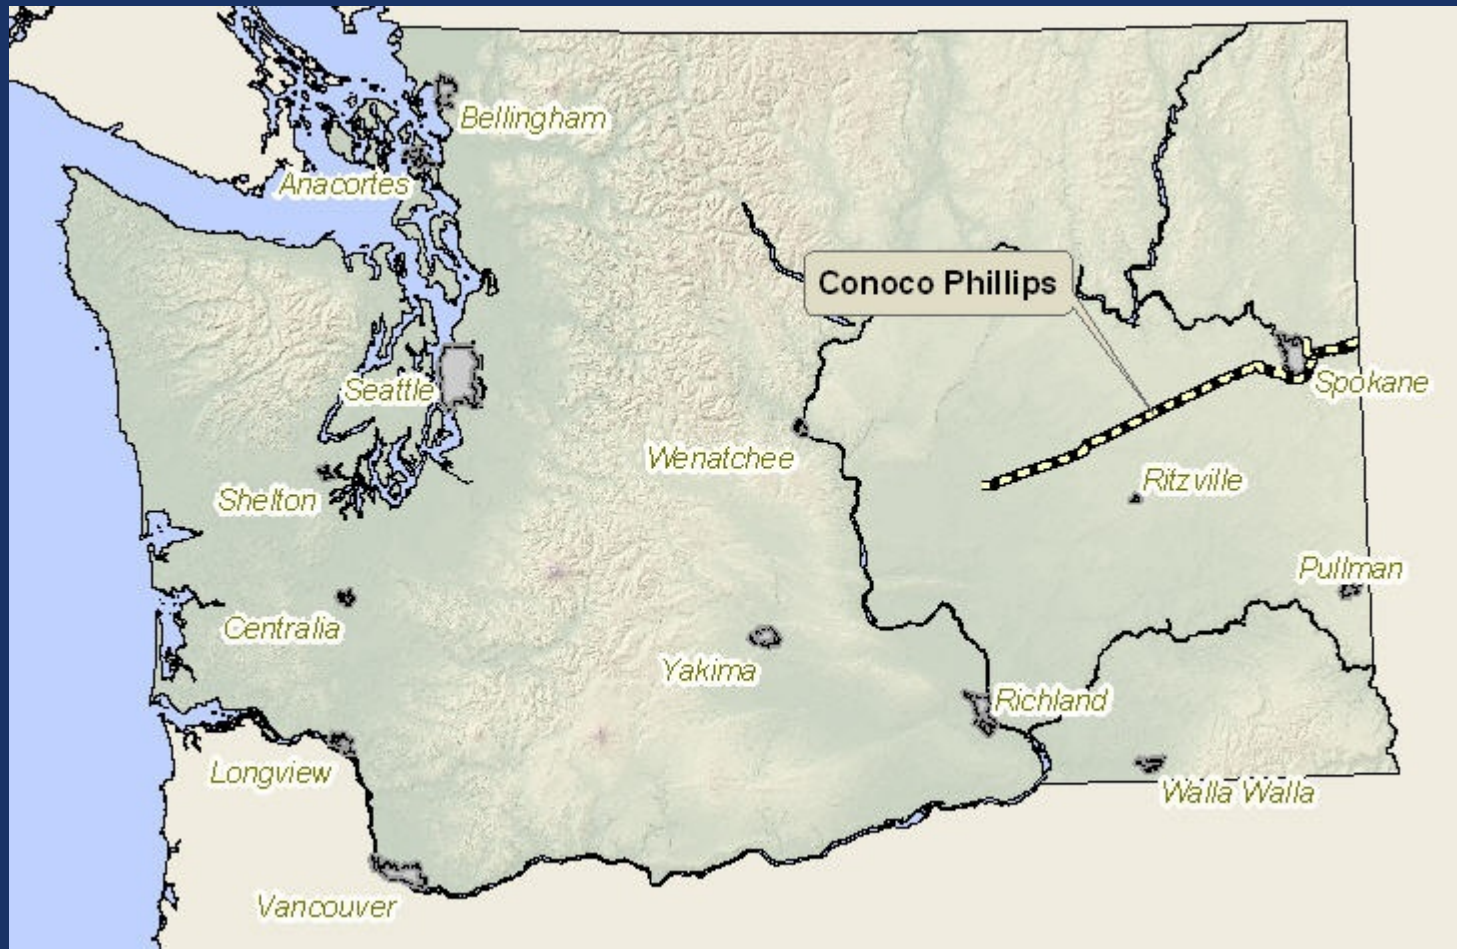 Bellingham
Anacortes
Conoco Phillips
Seattle
Spokane
Wenatchee
Ritzville
Shelton
Pullman
Centralia
Yakima
Richland
Longview
Walla Walla
Vancouver